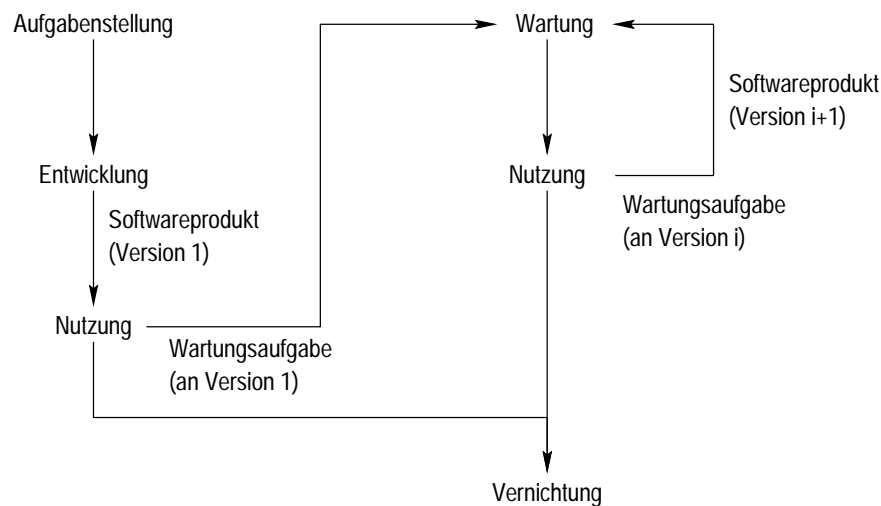 Aufgabenstellung
Entwicklung
Softwareprodukt
(Version 1)
Nutzung
Wartungsaufgabe
(an Version 1)
Wartung
Softwareprodukt
(Version i+1)
Nutzung
Wartungsaufgabe
(an Version i)
Vernichtung